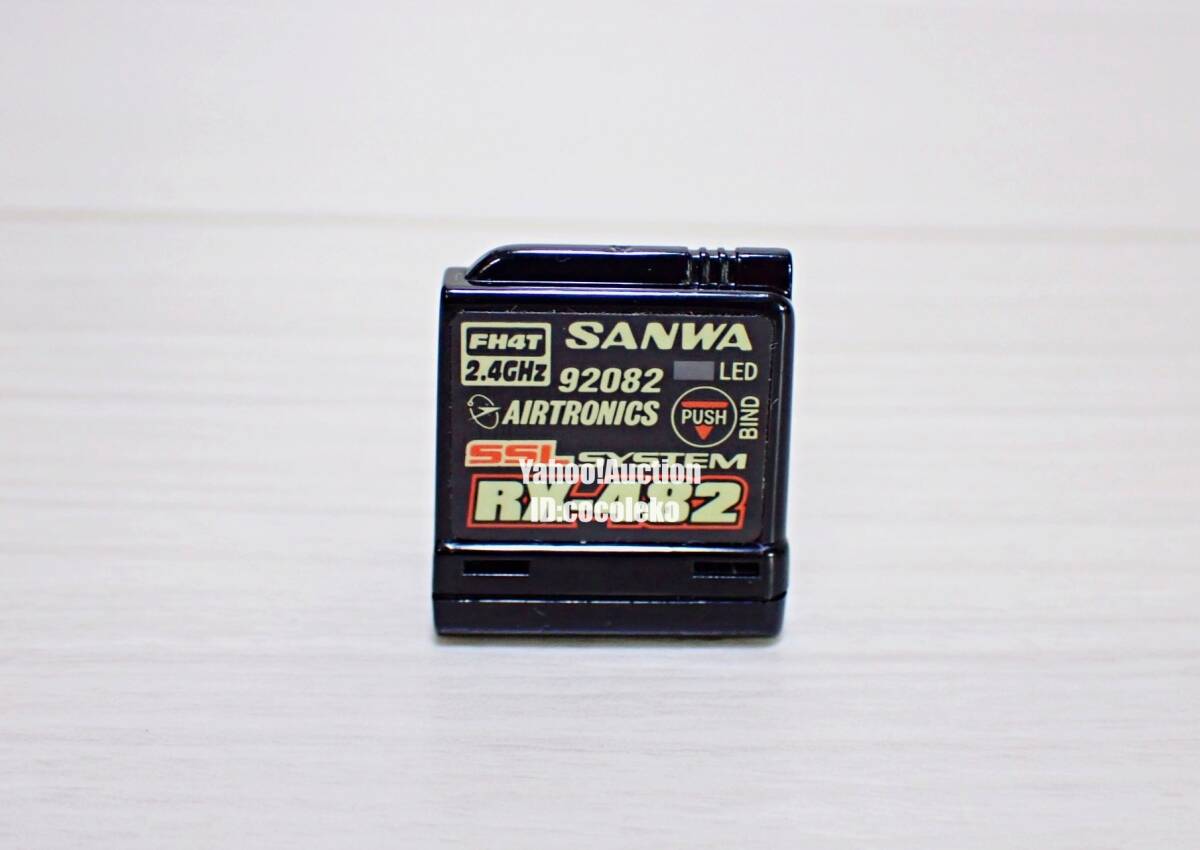 FH4T
2.4GHz
SANWA
92082
LED
AIRTRONICS
PUSH
BIND
SSL SYSTEM
Yahoo!Auction
RX-482
ID:cocoleko